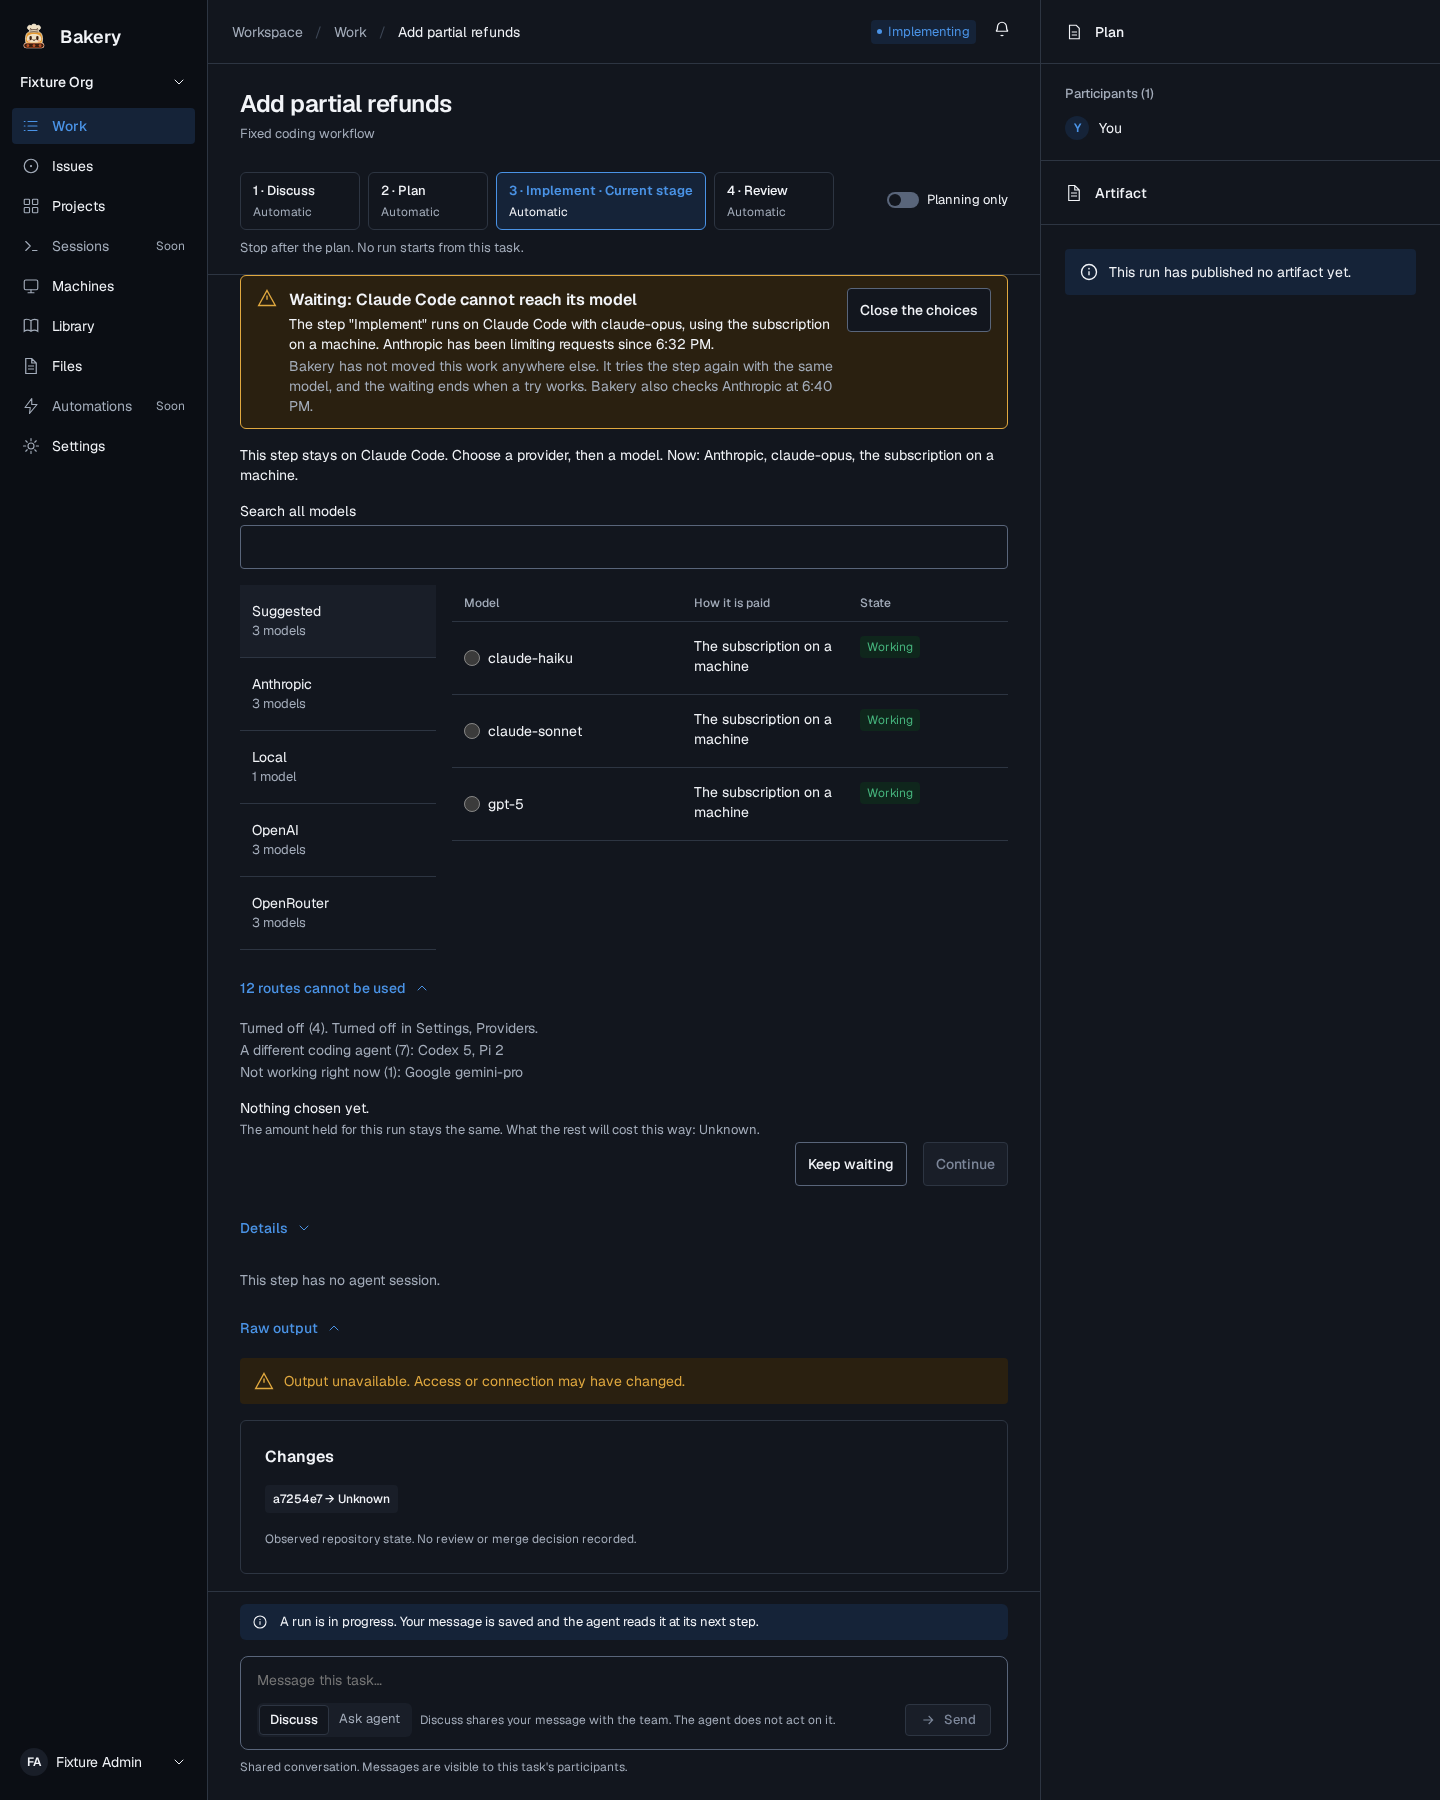 Bakery
Fixture Org
Work
Issues
Projects
Sessions Soon
Machines
Library
Files
Automations Soon
Settings
FA Fixture Admin
Workspace / Work / Add partial refunds
Implementing
Add partial refunds
Fixed coding workflow
1 · Discuss
Automatic
2 · Plan
Automatic
3 · Implement · Current stage
Automatic
4 · Review
Automatic
Planning only
Stop after the plan. No run starts from this task.
Waiting: Claude Code cannot reach its model
The step "Implement" runs on Claude Code with claude-opus, using the subscription
on a machine. Anthropic has been limiting requests since 6:32 PM.
Bakery has not moved this work anywhere else. It tries the step again with the same
model, and the waiting ends when a try works. Bakery also checks Anthropic at 6:40
PM.
Close the choices
This step stays on Claude Code. Choose a provider, then a model. Now: Anthropic, claude-opus, the subscription on a
machine.
Search all models
Suggested
3 models
Anthropic
3 models
Local
1 model
OpenAI
3 models
OpenRouter
3 models
Model How it is paid State
claude-haiku The subscription on a Working
machine
claude-sonnet The subscription on a Working
machine
gpt-5 The subscription on a Working
machine
12 routes cannot be used
Turned off (4). Turned off in Settings, Providers.
A different coding agent (7): Codex 5, Pi 2
Not working right now (1): Google gemini-pro
Nothing chosen yet.
The amount held for this run stays the same. What the rest will cost this way: Unknown.
Keep waiting Continue
Details
This step has no agent session.
Raw output
Output unavailable. Access or connection may have changed.
Changes
a7254e7 → Unknown
Observed repository state. No review or merge decision recorded.
A run is in progress. Your message is saved and the agent reads it at its next step.
Message this task...
Discuss Ask agent Discuss shares your message with the team. The agent does not act on it. → Send
Shared conversation. Messages are visible to this task's participants.
Plan
Participants (1)
Y You
Artifact
This run has published no artifact yet.